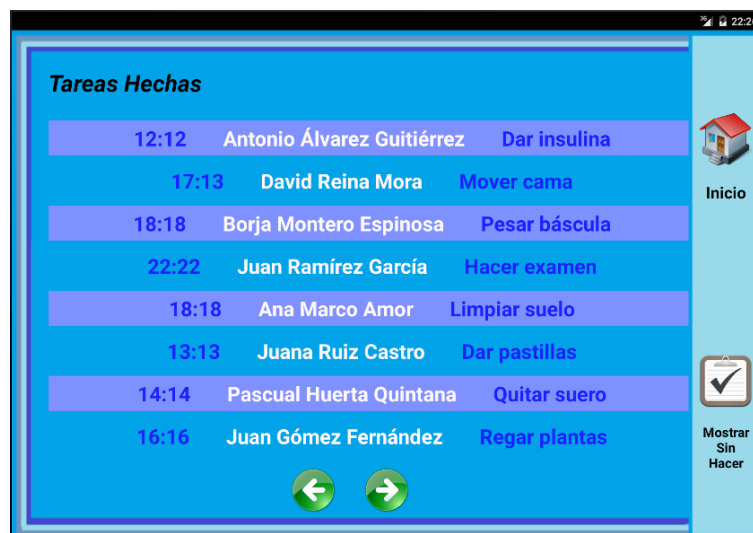 3G 22:26
Tareas Hechas
12:12 Antonio Álvarez Guitiérrez Dar insulina
17:13 David Reina Mora Mover cama
18:18 Borja Montero Espinosa Pesar báscula
22:22 Juan Ramírez García Hacer examen
18:18 Ana Marco Amor Limpiar suelo
13:13 Juana Ruiz Castro Dar pastillas
14:14 Pascual Huerta Quintana Quitar suero
16:16 Juan Gómez Fernández Regar plantas
Inicio
Mostrar
Sin
Hacer